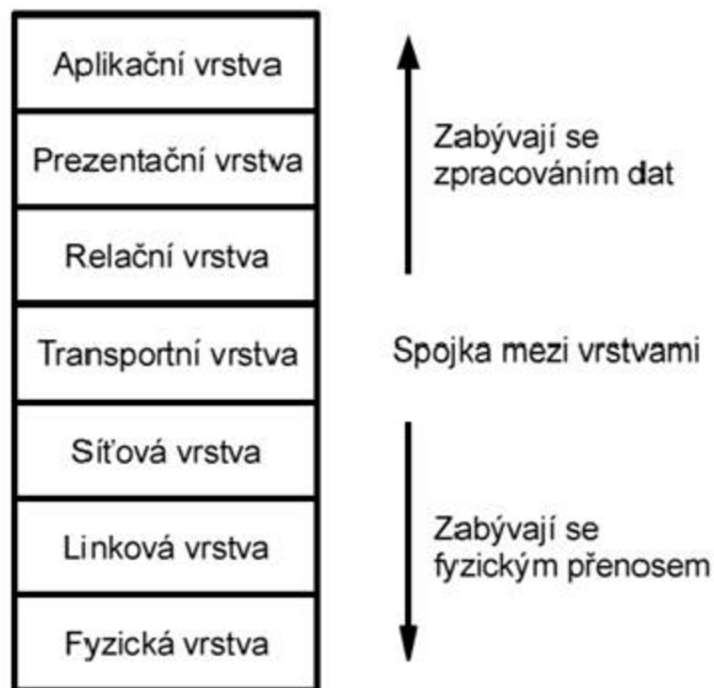 Aplikační vrstva
Prezentační vrstva
Relační vrstva
Transportní vrstva
Síťová vrstva
Linková vrstva
Fyzická vrstva
Zabývají se
zpracováním dat
Spojka mezi vrstvami
Zabývají se
fyzickým přenosem